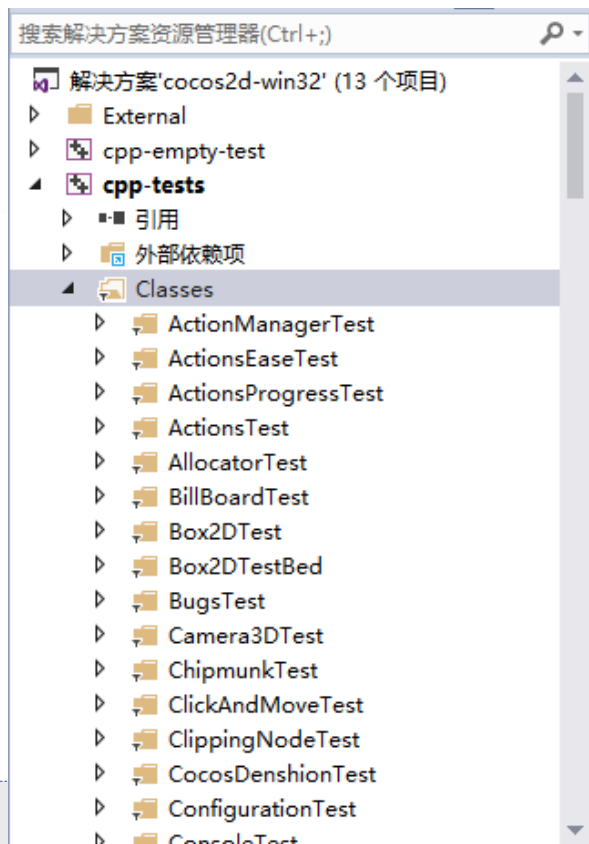 搜索解决方案资源管理器(Ctrl+;)
解决方案'cocos2d-win32' (13 个项目)
External
cpp-empty-test
cpp-tests
引用
外部依赖项
Classes
ActionManagerTest
ActionsEaseTest
ActionsProgressTest
ActionsTest
AllocatorTest
BillBoardTest
Box2DTest
Box2DTestBed
BugsTest
Camera3DTest
ChipmunkTest
ClickAndMoveTest
ClippingNodeTest
CocosDenshionTest
ConfigurationTest
ConsoleTest